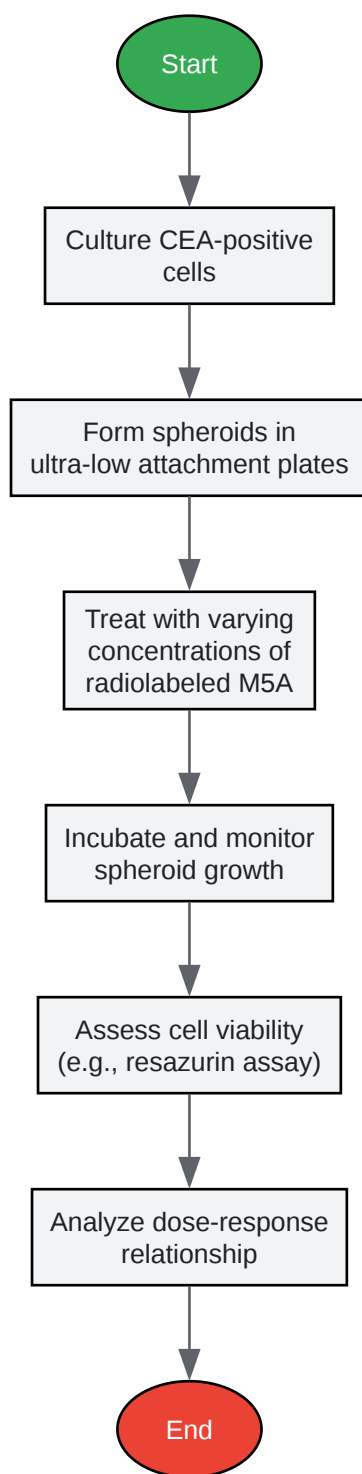 Start
Culture CEA-positive
cells
Form spheroids in
ultra-low attachment plates
Treat with varying
concentrations of
radiolabeled M5A
Incubate and monitor
spheroid growth
Assess cell viability
(e.g., resazurin assay)
Analyze dose-response
relationship
End